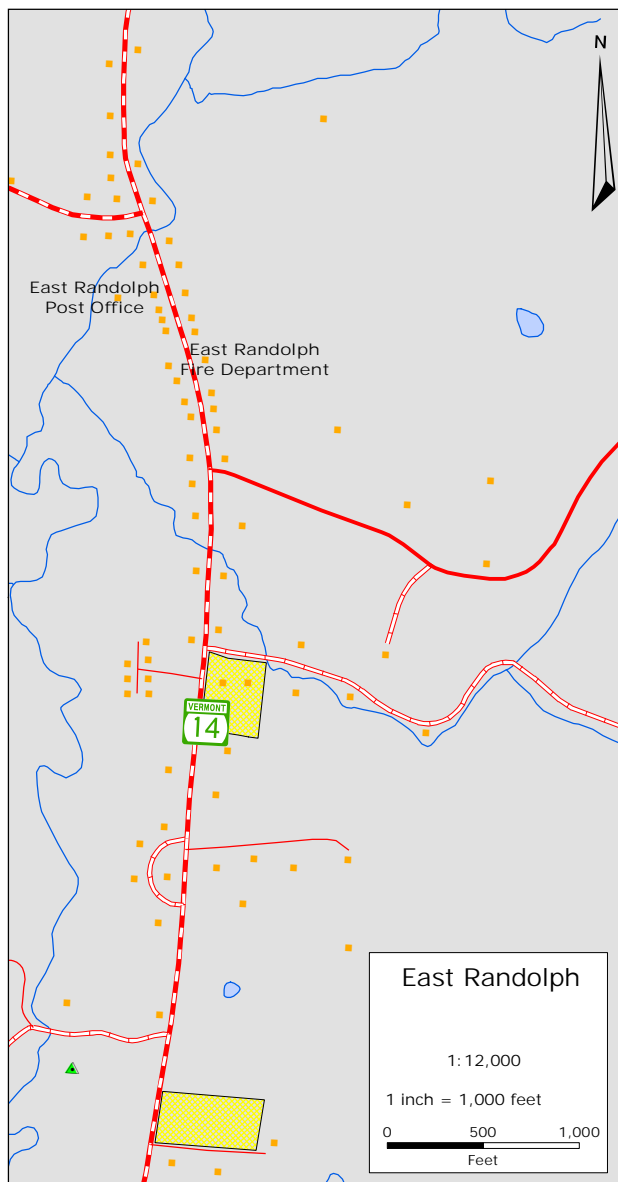 N
East Randolph
Post Office
East Randolph
Fire Department
VERMONT
14
East Randolph
1:12,000
1 inch = 1,000 feet
0 500 1,000
Feet